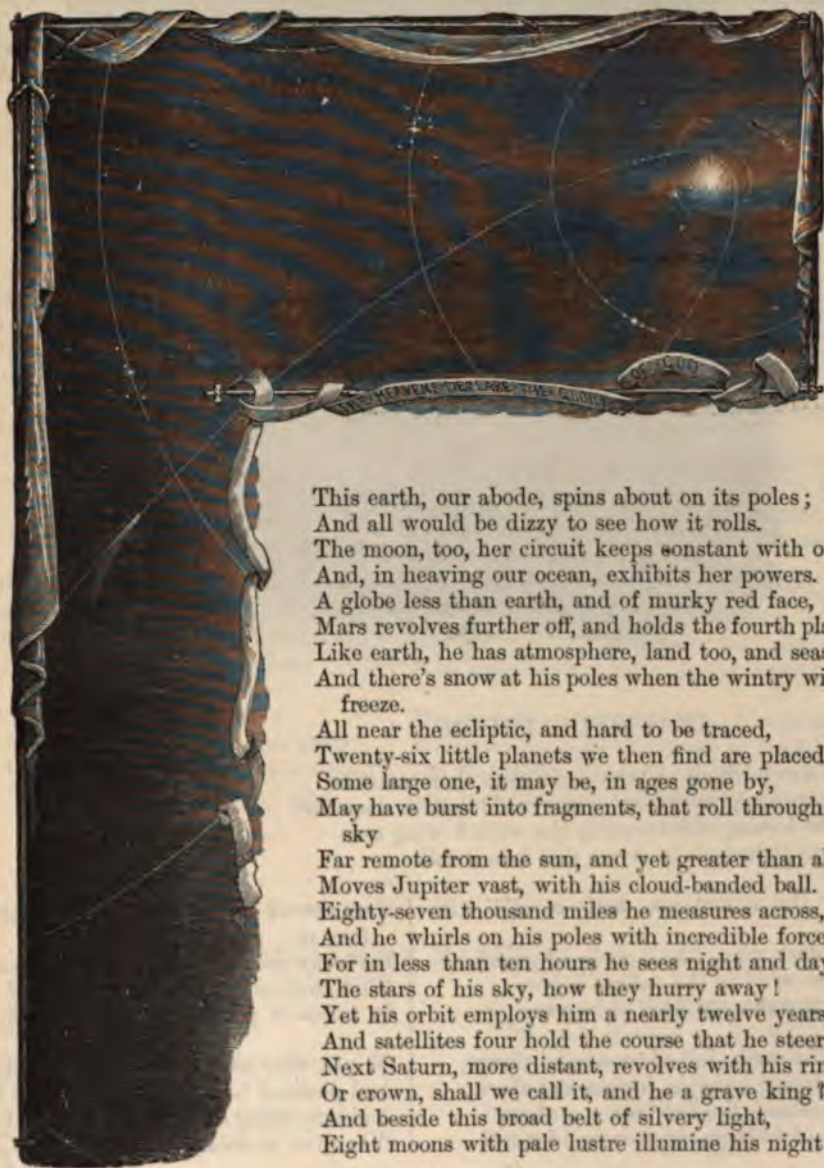 THE HEAVENS DECLARE THE GLORY
OF GOD
This earth, our abode, spins about on its poles;
And all would be dizzy to see how it rolls.
The moon, too, her circuit keeps constant with
And, in heaving our ocean, exhibits her powers.
A globe less than earth, and of murky red face,
Mars revolves further off, and holds the fourth
Like earth, he has atmosphere, land too, and
And there's snow at his poles when the wintry
freeze.
All near the ecliptic, and hard to be traced,
Twenty-six little planets we then find are placed
Some large one, it may be, in ages gone by,
May have burst into fragments, that roll through
sky
Far remote from the sun, and yet greater than
Moves Jupiter vast, with his cloud-banded ball.
Eighty-seven thousand miles he measures across,
And he whirls on his poles with incredible force
For in less than ten hours he sees night and day
The stars of his sky, how they hurry away!
Yet his orbit employs him a nearly twelve years
And satellites four hold the course that he
Next Saturn, more distant, revolves with his
Or crown, shall we call it, and he a grave king?
And beside this broad belt of silvery light,
Eight moons with pale lustre illumine his night